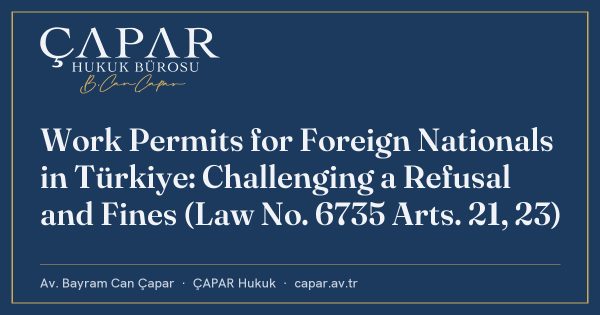 ÇAPAR
HUKUK BÜROSU
B.CanÇapar
Work Permits for Foreign Nationals
in Türkiye: Challenging a Refusal
and Fines (Law No. 6735 Arts. 21, 23)
Av. Bayram Can Çapar · ÇAPAR Hukuk · capar.av.tr